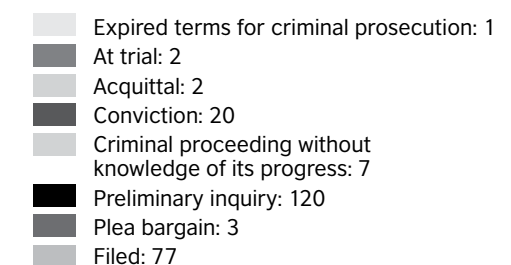 Expired terms for criminal prosecution: 1
At trial: 2
Acquittal: 2
Conviction: 20
Criminal proceeding without
knowledge of its progress: 7
Preliminary inquiry: 120
Plea bargain: 3
Filed: 77